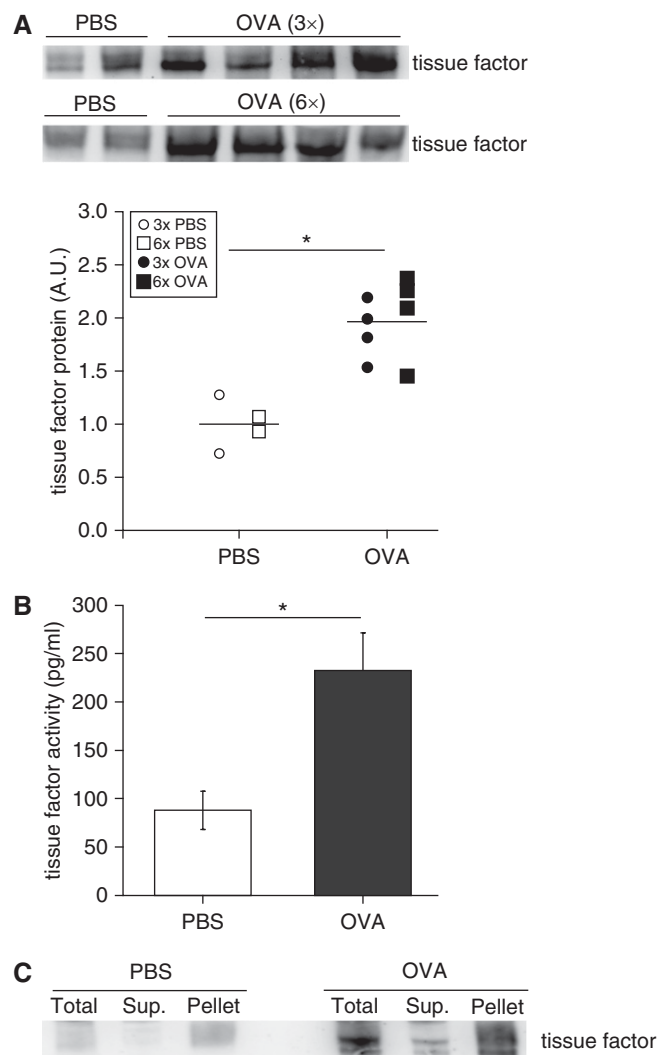 A
PBS OVA (3×)
tissue factor
PBS OVA (6×)
tissue factor
3.0
2.5
2.0
1.5
1.0
0.5
0.0
tissue factor protein (A.U.)
3x PBS
6x PBS
3x OVA
6x OVA
*
PBS OVA
B
300
250
200
150
100
50
0
tissue factor activity (pg/ml)
*
PBS OVA
C
PBS OVA
Total Sup. Pellet Total Sup. Pellet
tissue factor